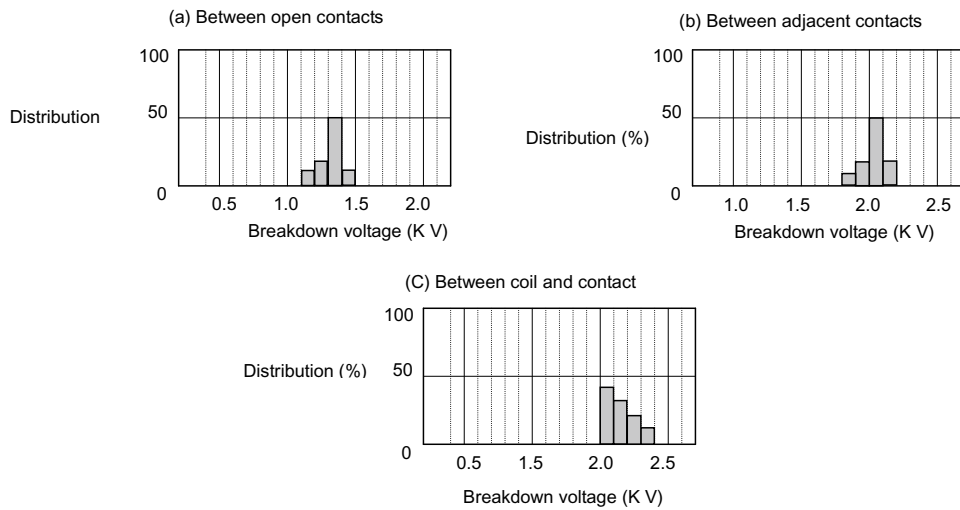 (a) Between open contacts
100
50
0
Distribution
0.5 1.0 1.5 2.0
Breakdown voltage (K V)
(b) Between adjacent contacts
100
50
0
Distribution (%)
1.0 1.5 2.0 2.5
Breakdown voltage (K V)
(C) Between coil and contact
100
50
0
Distribution (%)
0.5 1.5 2.0 2.5
Breakdown voltage (K V)